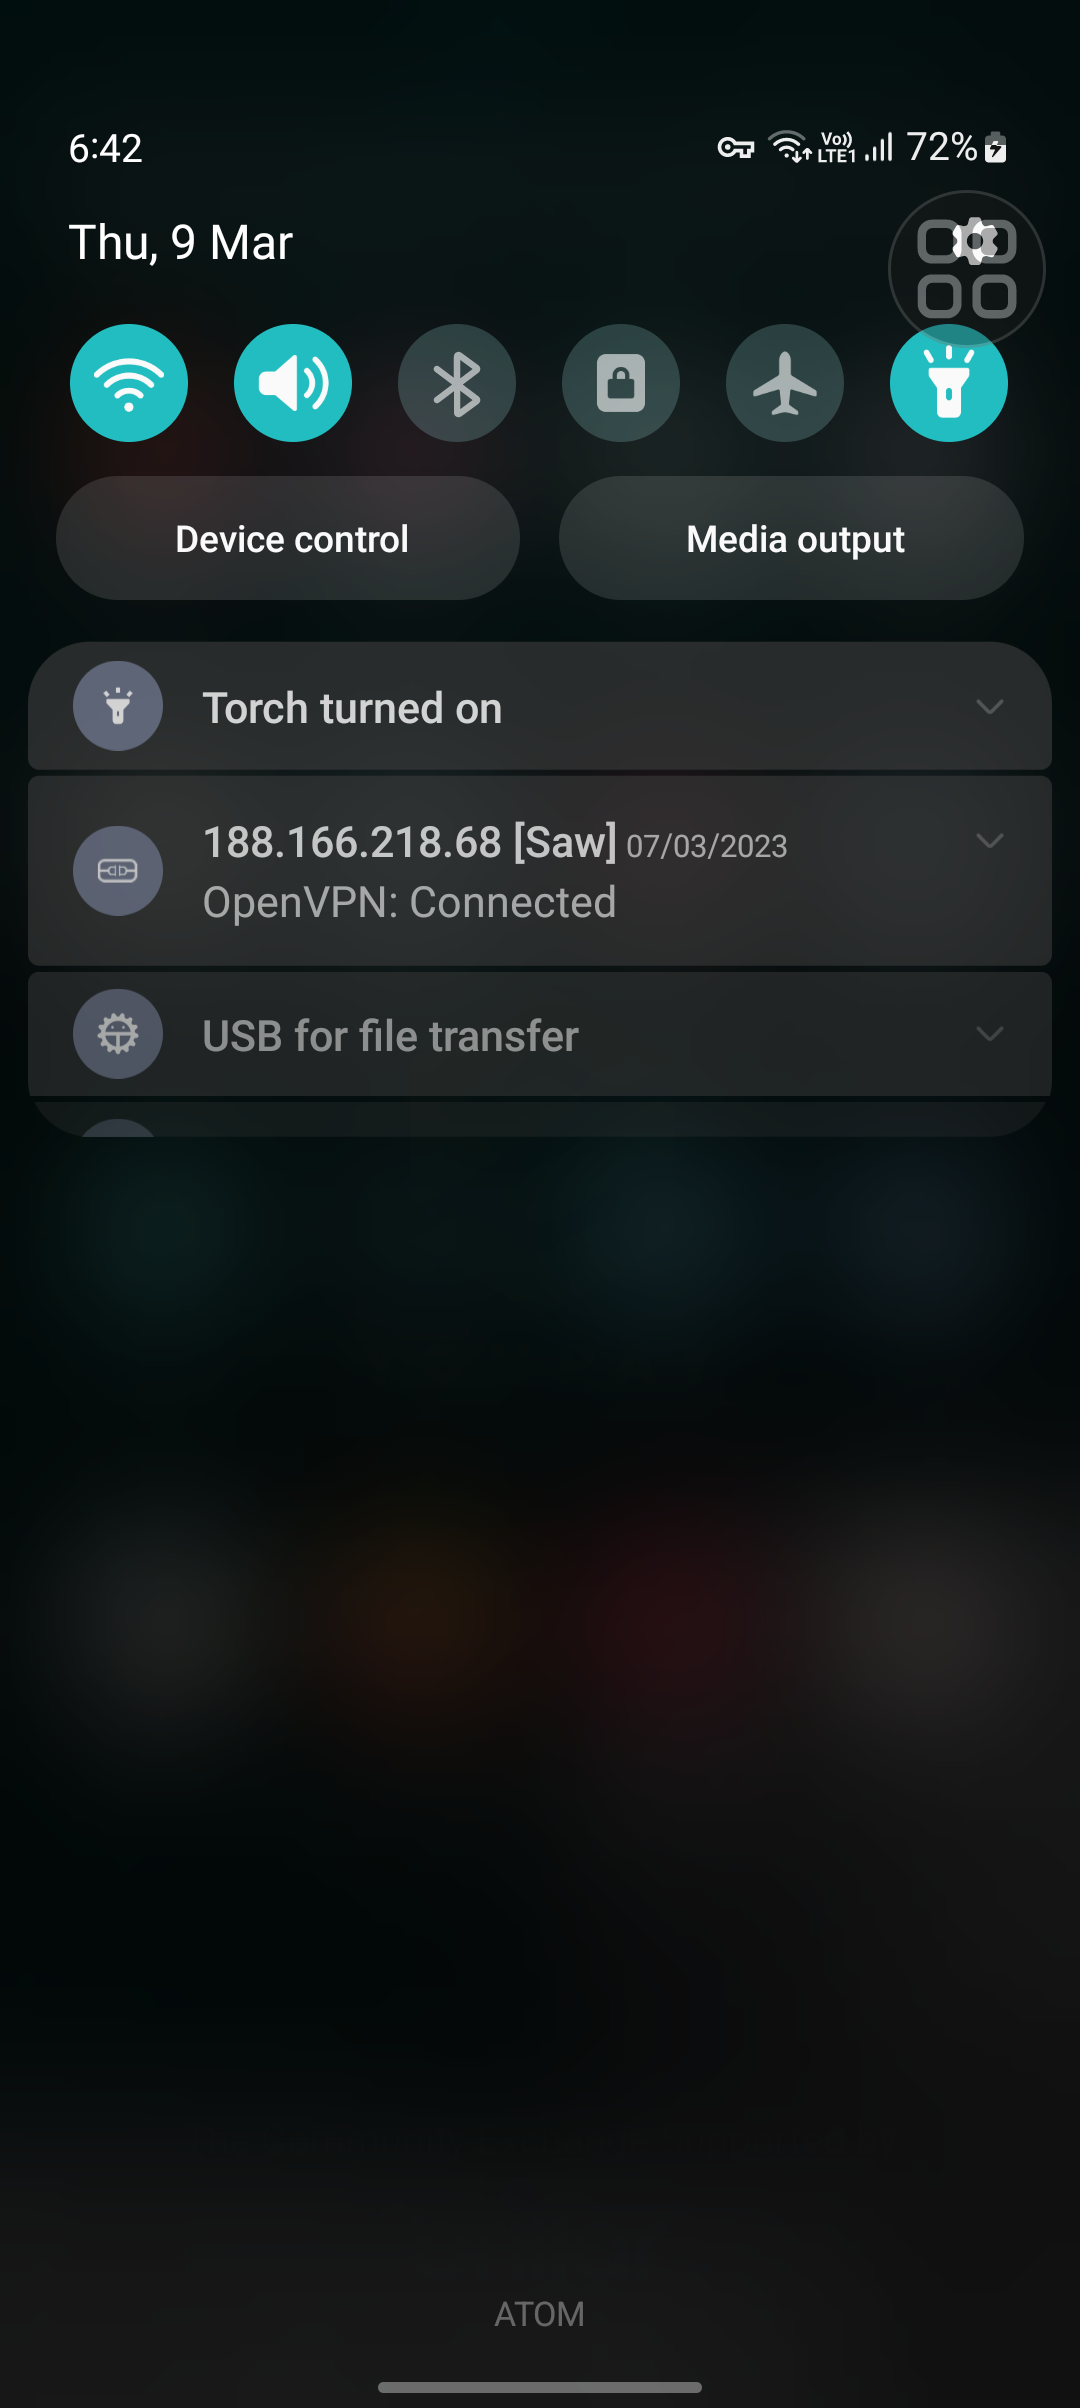 6:42
Vo)) LTE1 72%
Thu, 9 Mar
Device control
Media output
Torch turned on
188.166.218.68 [Saw] 07/03/2023
OpenVPN: Connected
USB for file transfer
ATOM